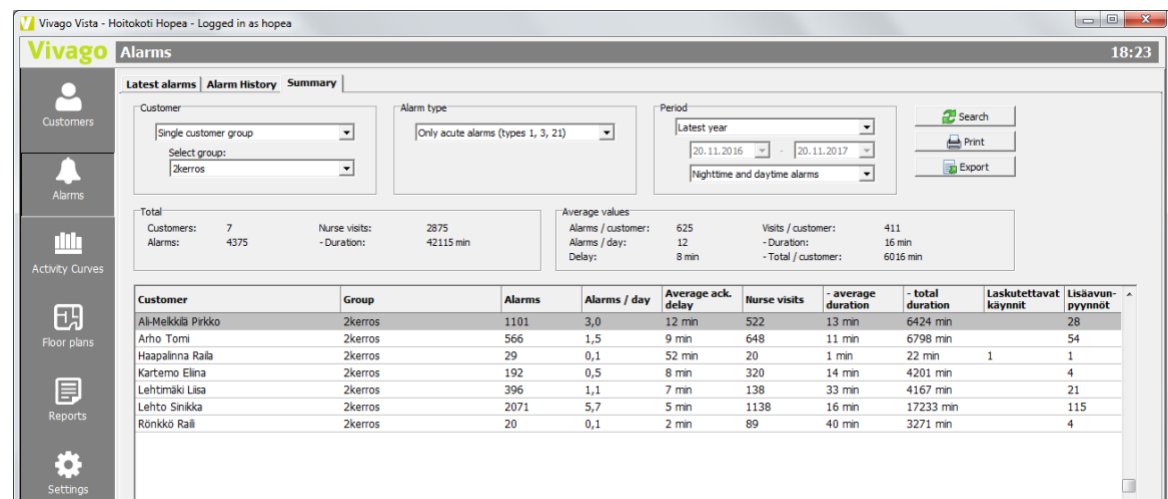 Vivago Vista - Hoitokoti Hopea - Logged in as hopea
Vivago Alarms 18:23
Latest alarms Alarm History Summary
Customers
Alarms
Activity Curves
Floor plans
Reports
Settings
Customer
Single customer group
Select group:
2kerros
Alarm type
Only acute alarms (types 1, 3, 21)
Period
Latest year
20.11.2016 - 20.11.2017
Nighttime and daytime alarms
Search
Print
Export
Total
Customers: 7 Nurse visits: 2875
Alarms: 4375 - Duration: 42115 min
Average values
Alarms / customer: 625 Visits / customer: 411
Alarms / day: 12 - Duration: 16 min
Delay: 8 min - Total / customer: 6016 min
Customer Group Alarms Alarms / day Average ack. delay Nurse visits - average duration - total duration Laskutettavat käynnit Lisäavun- pyynnöt
Ali-Melkkilä Pirkko 2kerros 1101 3,0 12 min 522 13 min 6424 min 28
Arho Tomi 2kerros 566 1,5 9 min 648 11 min 6798 min 54
Haapalinna Raila 2kerros 29 0,1 52 min 20 1 min 22 min 1 1
Kartemo Eliina 2kerros 192 0,5 8 min 320 14 min 4201 min 4
Lehtimäki Liisa 2kerros 396 1,1 7 min 138 33 min 4167 min 21
Lehto Sinikka 2kerros 2071 5,7 5 min 1138 16 min 17233 min 115
Rönkkö Raili 2kerros 20 0,1 2 min 89 40 min 3271 min 4